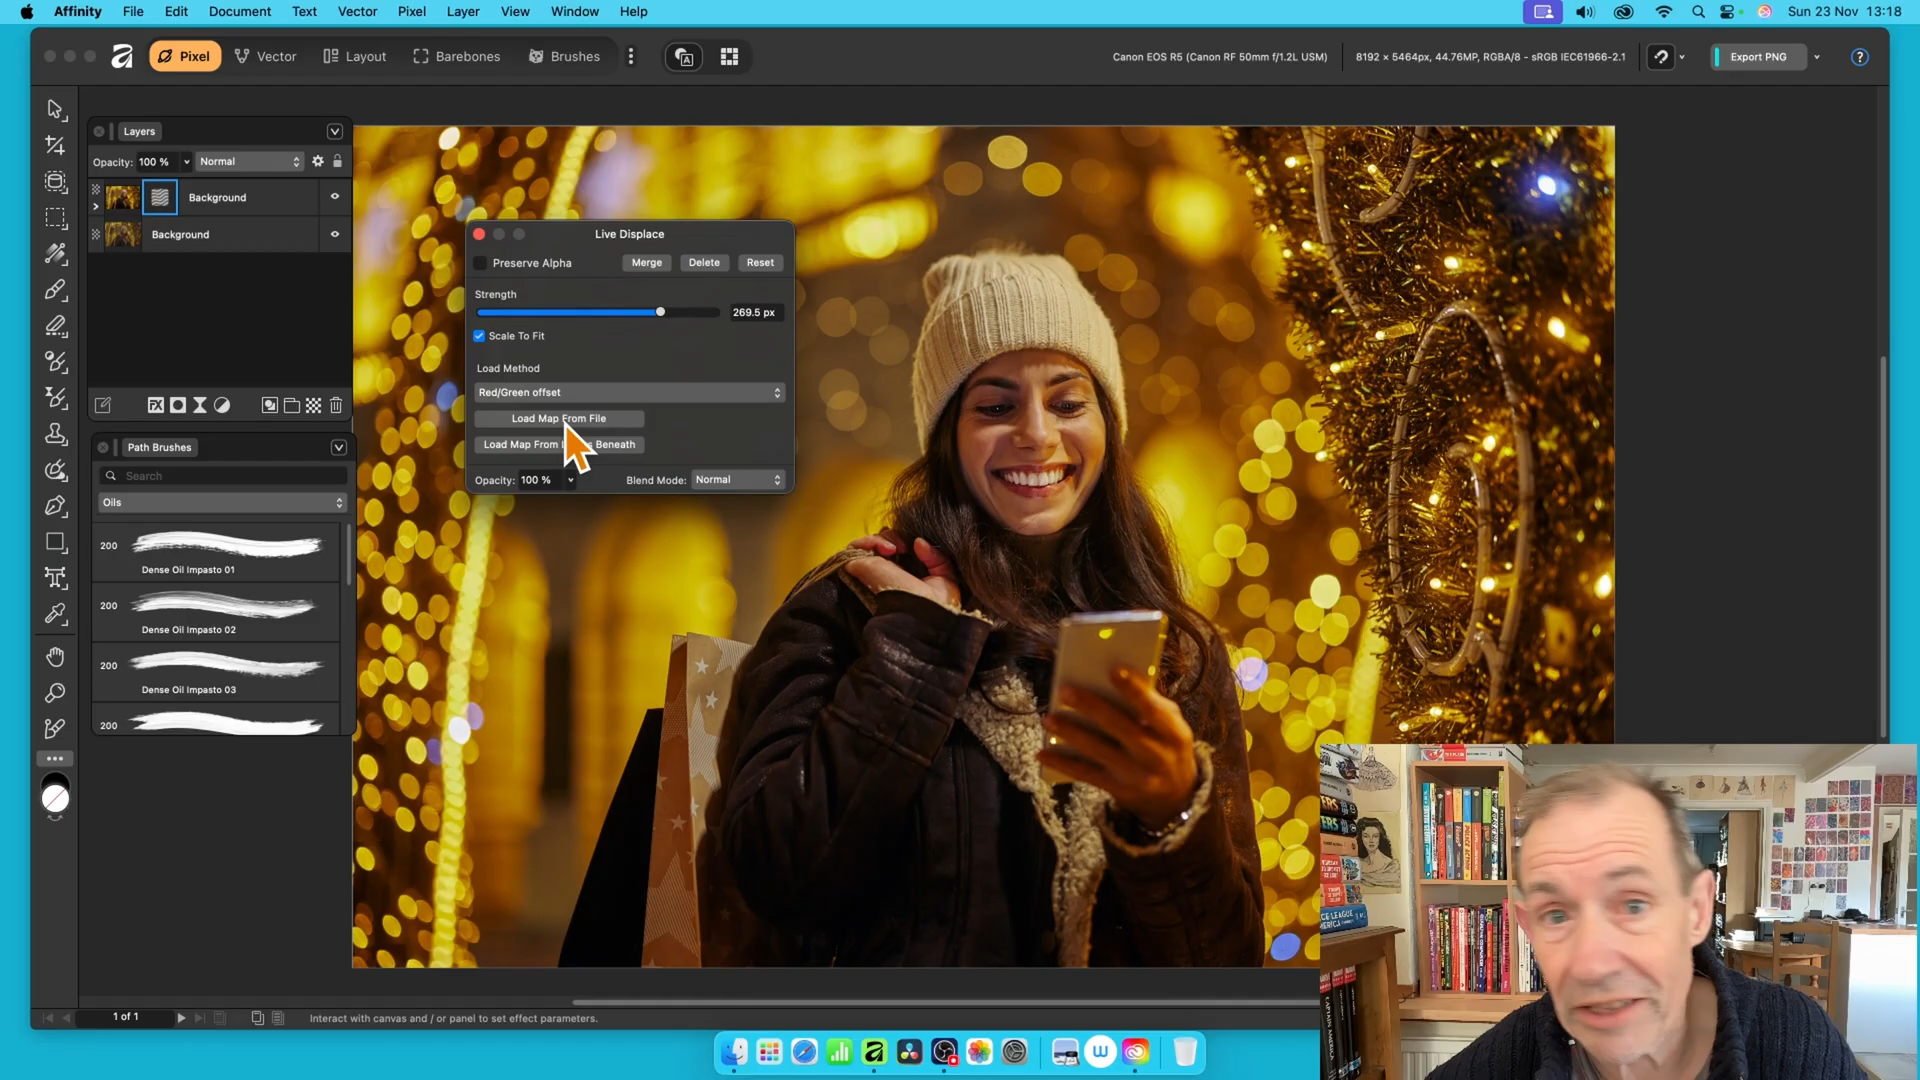 Affinity File Edit Document Text Vector Pixel Layer View Window Help
Sun 23 Nov 13:18
Pixel Vector Layout Barebones Brushes
Canon EOS R5 (Canon RF 50mm f/1.2L USM)
8192 × 5464px, 44.76MP, RGBA/8 - sRGB IEC61966-2.1
Export PNG
Layers
Opacity: 100 % Normal
Background
Background
Path Brushes
Search
Oils
200
Dense Oil Impasto 01
200
Dense Oil Impasto 02
200
Dense Oil Impasto 03
200
Live Displace
Preserve Alpha Merge Delete Reset
Strength
269.5 px
Scale To Fit
Load Method
Red/Green offset
Load Map From File
Load Map From Beneath
Opacity: 100 % Blend Mode: Normal
1 of 1
Interact with canvas and / or panel to set effect parameters.
CAPTAIN AMERICA